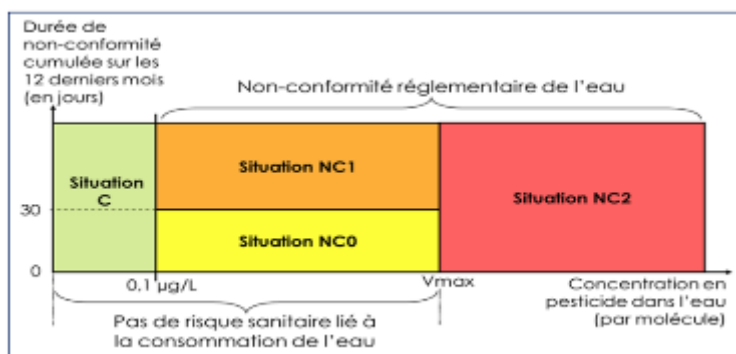 Durée de
non-conformité
cumulée sur les
12 derniers mois
(en jours)
Non-conformité réglementaire de l'eau
Situation
C
Situation NC1
Situation NC2
30
Situation NC0
0
0,1 µg/L
Vmax
Concentration en
pesticide dans l'eau
(par molécule)
Pas de risque sanitaire lié à
la consommation de l'eau